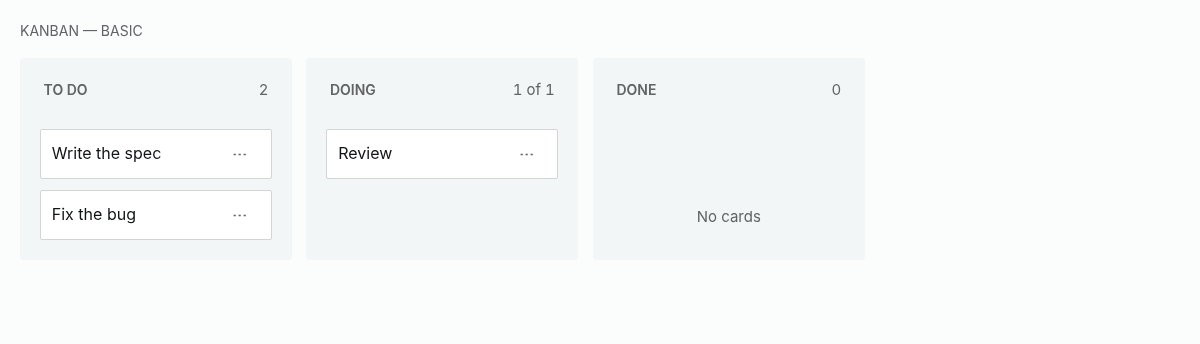 KANBAN — BASIC
TO DO 2
Write the spec ---
Fix the bug ---
DOING 1 of 1
Review ---
DONE 0
No cards